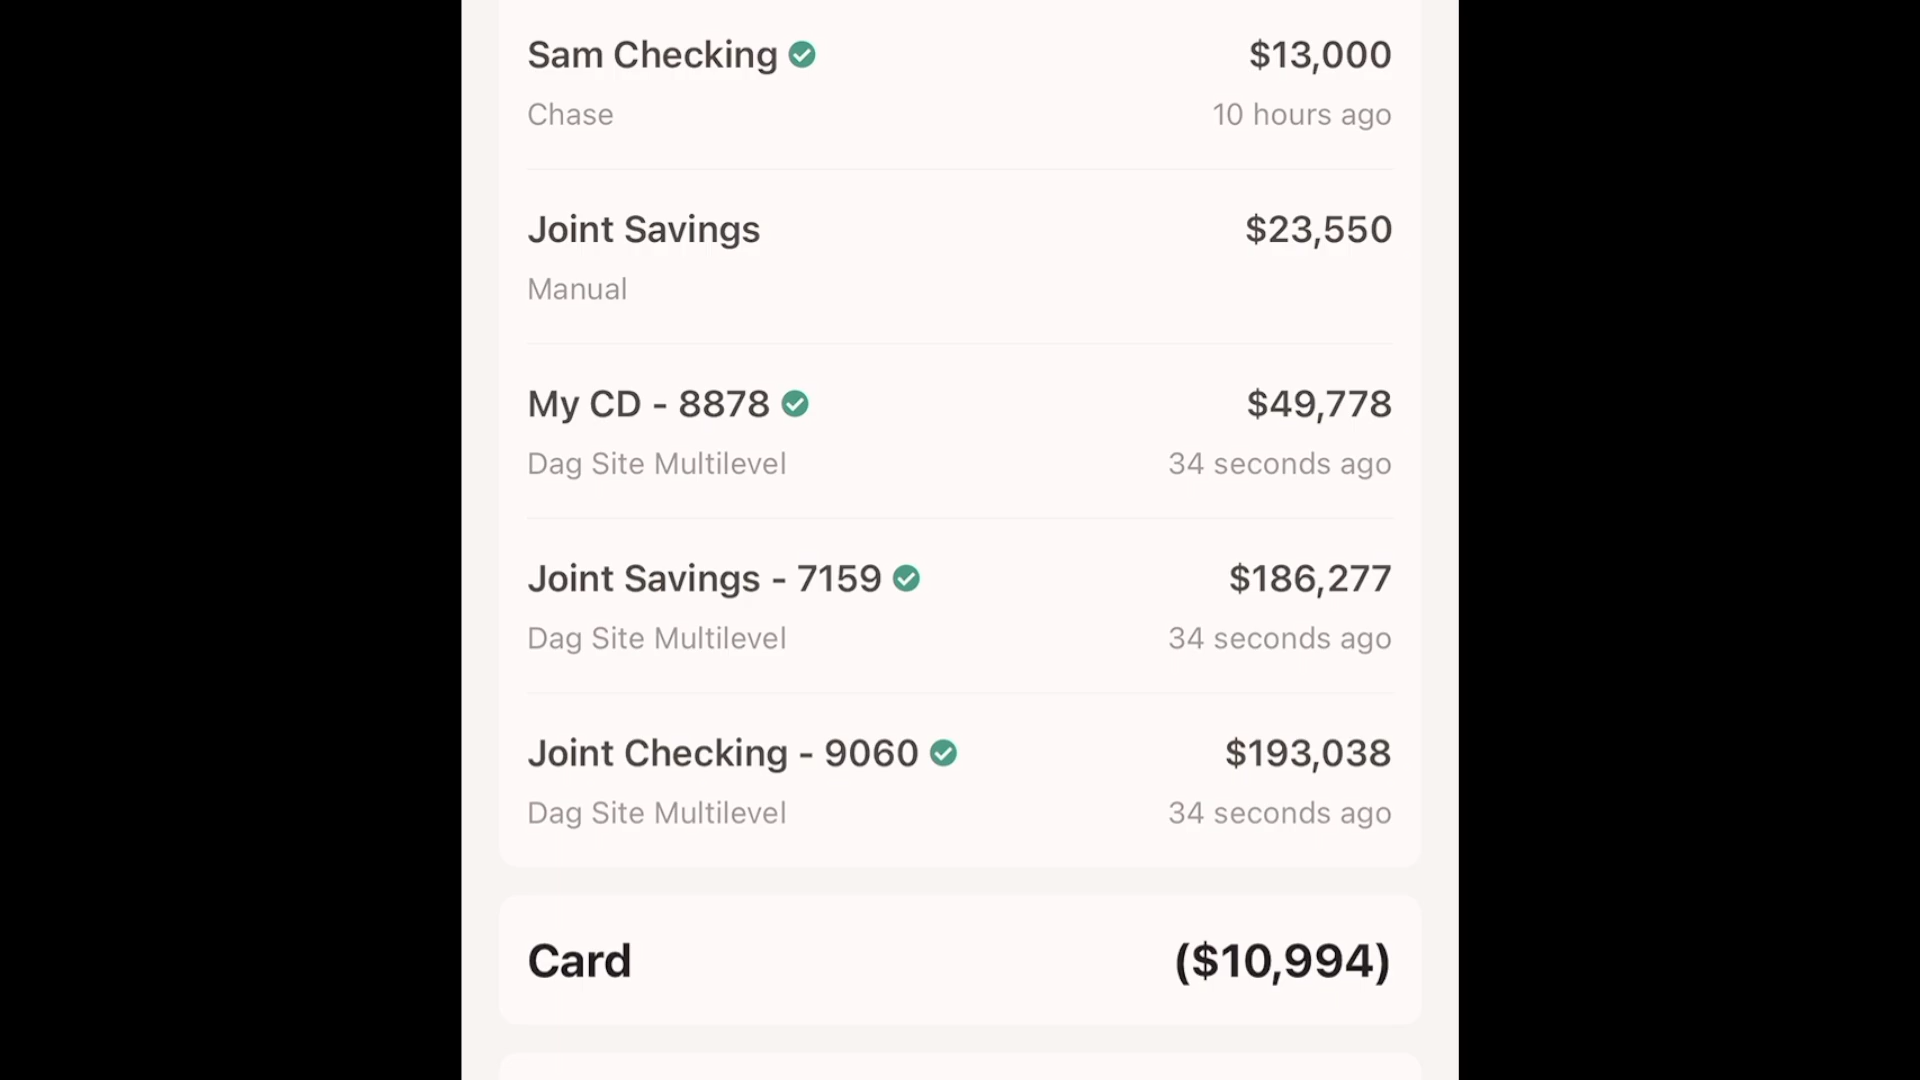 Sam Checking $13,000
Chase 10 hours ago
Joint Savings $23,550
Manual
My CD - 8878 $49,778
Dag Site Multilevel 34 seconds ago
Joint Savings - 7159 $186,277
Dag Site Multilevel 34 seconds ago
Joint Checking - 9060 $193,038
Dag Site Multilevel 34 seconds ago
Card ($10,994)